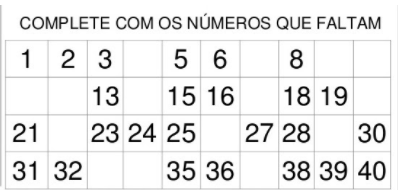 COMPLETE COM OS NÚMEROS QUE FALTAM
1 2 3 5 6 8
13 15 16 18 19
21 23 24 25 27 28 30
31 32 35 36 38 39 40